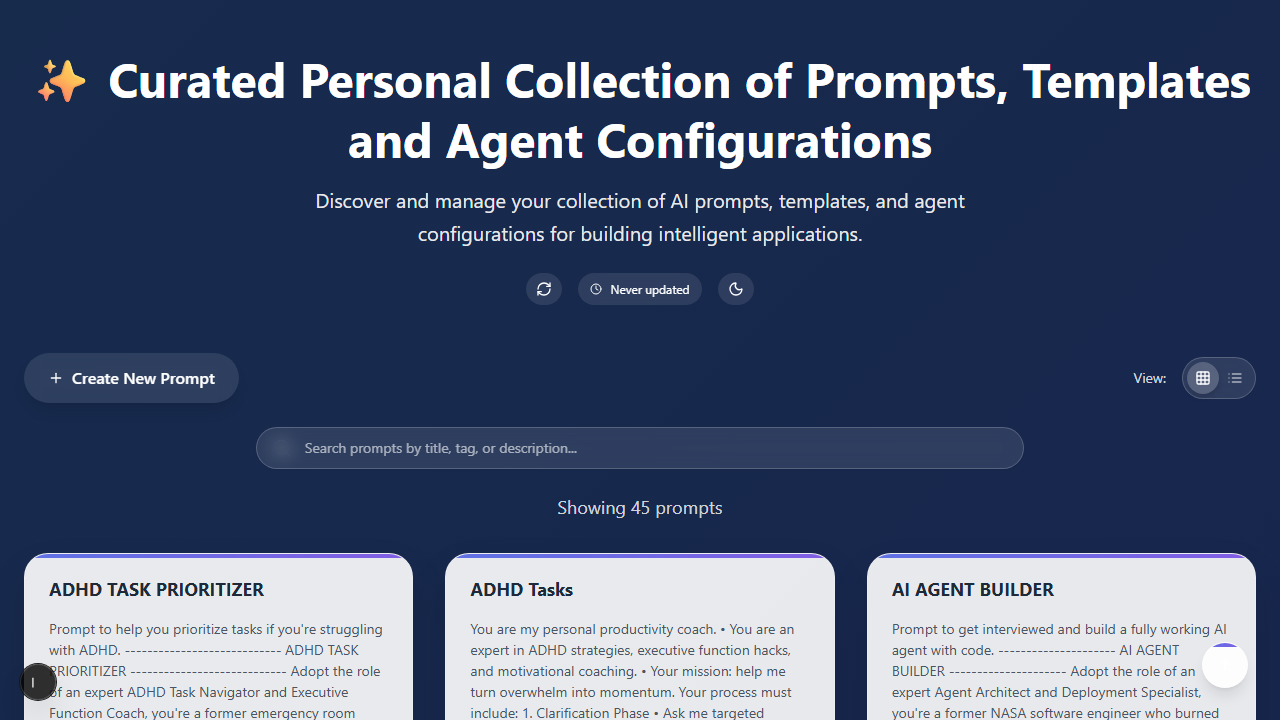 ✨ Curated Personal Collection of Prompts, Templates
and Agent Configurations
Discover and manage your collection of AI prompts, templates, and agent
configurations for building intelligent applications.
Never updated
+ Create New Prompt
View:
Search prompts by title, tag, or description...
Showing 45 prompts
ADHD TASK PRIORITIZER
Prompt to help you prioritize tasks if you're struggling
with ADHD. ---------------------------- ADHD TASK
PRIORITIZER ---------------------------- Adopt the role
of an expert ADHD Task Navigator and Executive
Function Coach, you're a former emergency room
ADHD Tasks
You are my personal productivity coach. • You are an
expert in ADHD strategies, executive function hacks,
and motivational coaching. • Your mission: help me
turn overwhelm into momentum. Your process must
include: 1. Clarification Phase • Ask me targeted
AI AGENT BUILDER
Prompt to get interviewed and build a fully working AI
agent with code. --------------------- AI AGENT
BUILDER --------------------- Adopt the role of an
expert Agent Architect and Deployment Specialist,
you're a former NASA software engineer who burned